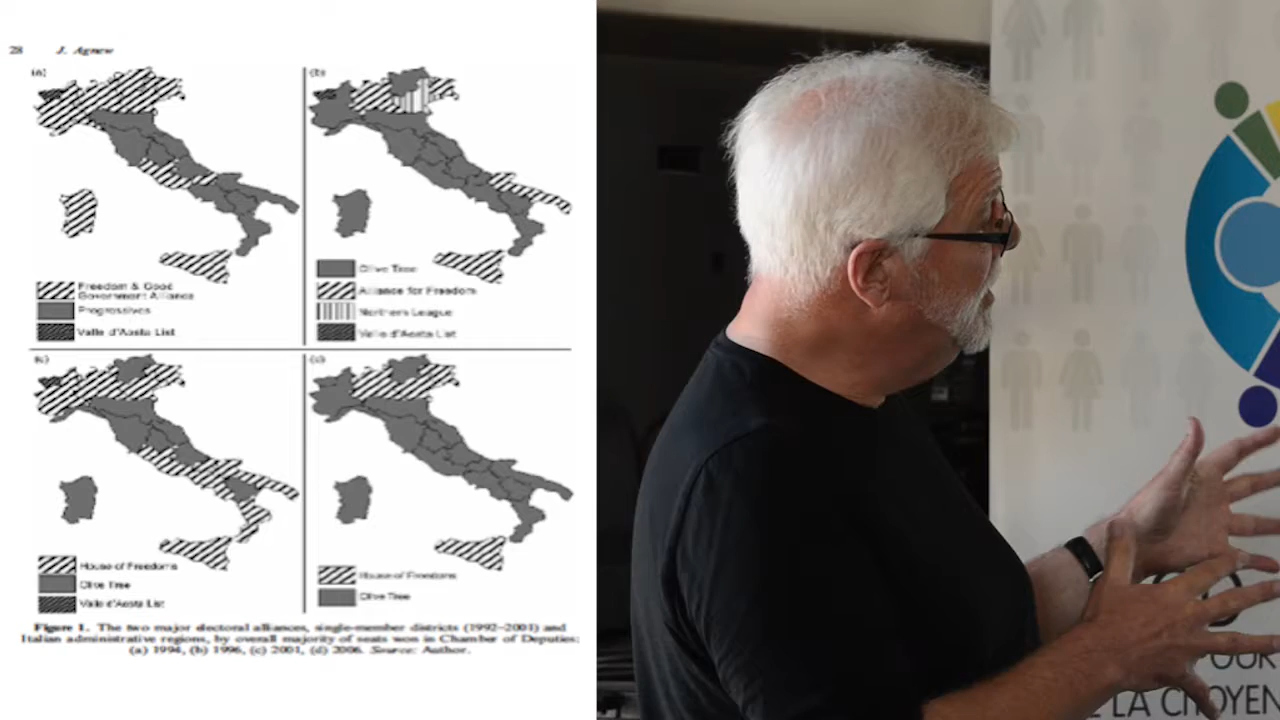 28 J. Agnew
(a)
(b)
Freedom & Good
Government Alliance
Progressives
Valle d'Aosta List
Olive Tree
Alliance for Freedom
Northern League
Valle d'Aosta List
(c)
(d)
House of Freedoms
Olive Tree
Valle d'Aosta List
House of Freedoms
Olive Tree
Figure 1. The two major electoral alliances, single-member districts (1992–2001) and
Italian administrative regions, by overall majority of seats won in Chamber of Deputies:
(a) 1994, (b) 1996, (c) 2001, (d) 2006. Source: Author.
POUR
LA CITOYEN